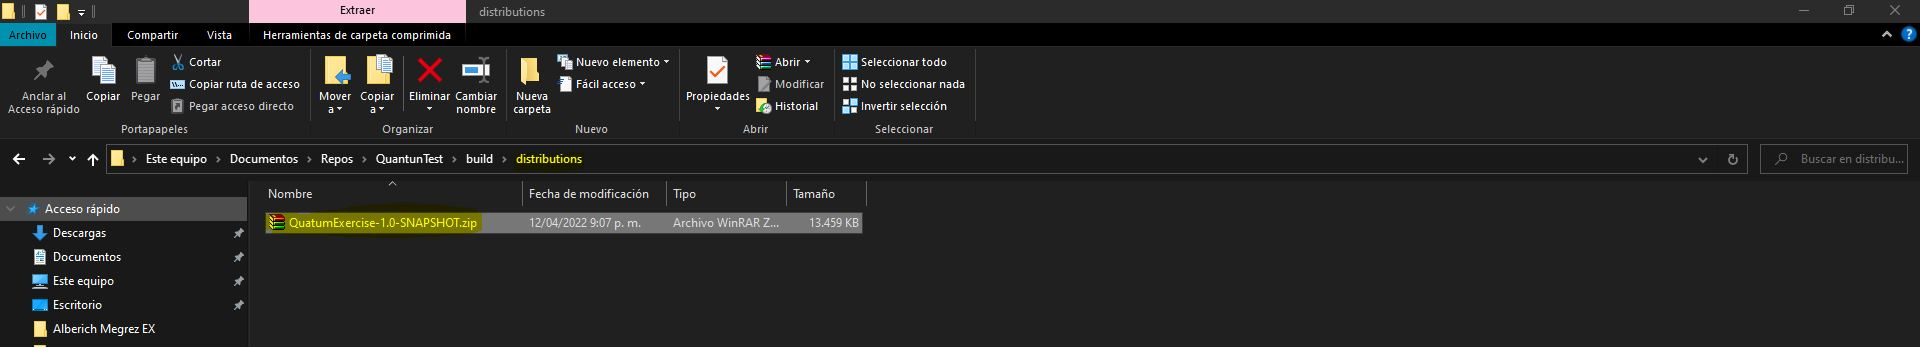 Extraer
distributions
Archivo
Inicio
Compartir
Vista
Herramientas de carpeta comprimida
Anclar al
Acceso rápido
Copiar
Pegar
Cortar
Copiar ruta de acceso
Pegar acceso directo
Portapapeles
Mover
a
Copiar
a
Eliminar
Cambiar
nombre
Organizar
Nueva
carpeta
Nuevo elemento
Fácil acceso
Nuevo
Propiedades
Abrir
Modificar
Historial
Abrir
Seleccionar todo
No seleccionar nada
Invertir selección
Seleccionar
Este equipo > Documentos > Repos > QuantunTest > build > distributions
Buscar en distribu...
Nombre
Fecha de modificación
Tipo
Tamaño
QuatumExercise-1.0-SNAPSHOT.zip
12/04/2022 9:07 p. m.
Archivo WinRAR Z...
13.459 KB
Acceso rápido
Descargas
Documentos
Este equipo
Escritorio
Alberich Megrez EX